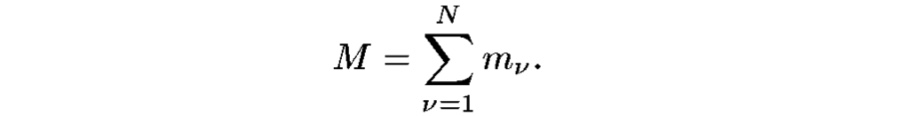 M = \sum_{\nu=1}^{N} m_{\nu}.